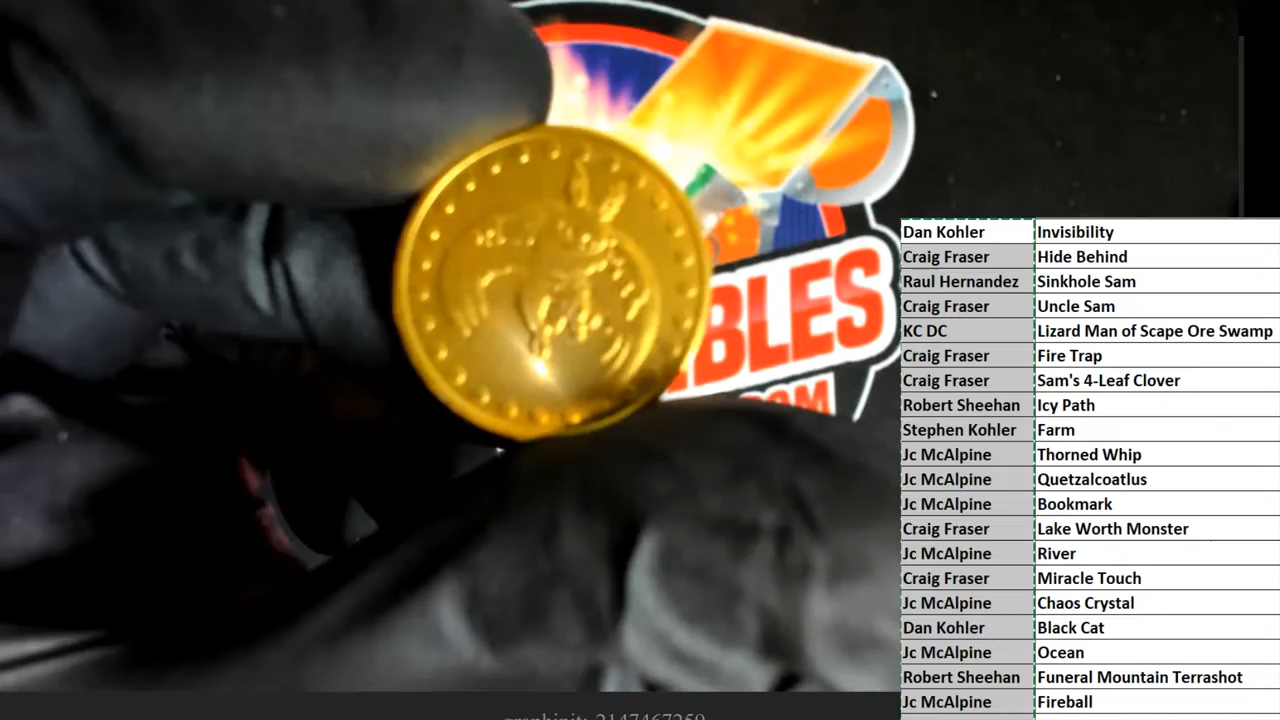 BLES
OM
Dan Kohler Invisibility
Craig Fraser Hide Behind
Raul Hernandez Sinkhole Sam
Craig Fraser Uncle Sam
KC DC Lizard Man of Scape Ore Swamp
Craig Fraser Fire Trap
Craig Fraser Sam's 4-Leaf Clover
Robert Sheehan Icy Path
Stephen Kohler Farm
Jc McAlpine Thorned Whip
Jc McAlpine Quetzalcoatlus
Jc McAlpine Bookmark
Craig Fraser Lake Worth Monster
Jc McAlpine River
Craig Fraser Miracle Touch
Jc McAlpine Chaos Crystal
Dan Kohler Black Cat
Jc McAlpine Ocean
Robert Sheehan Funeral Mountain Terrashot
Jc McAlpine Fireball
graphinit: 2147467259